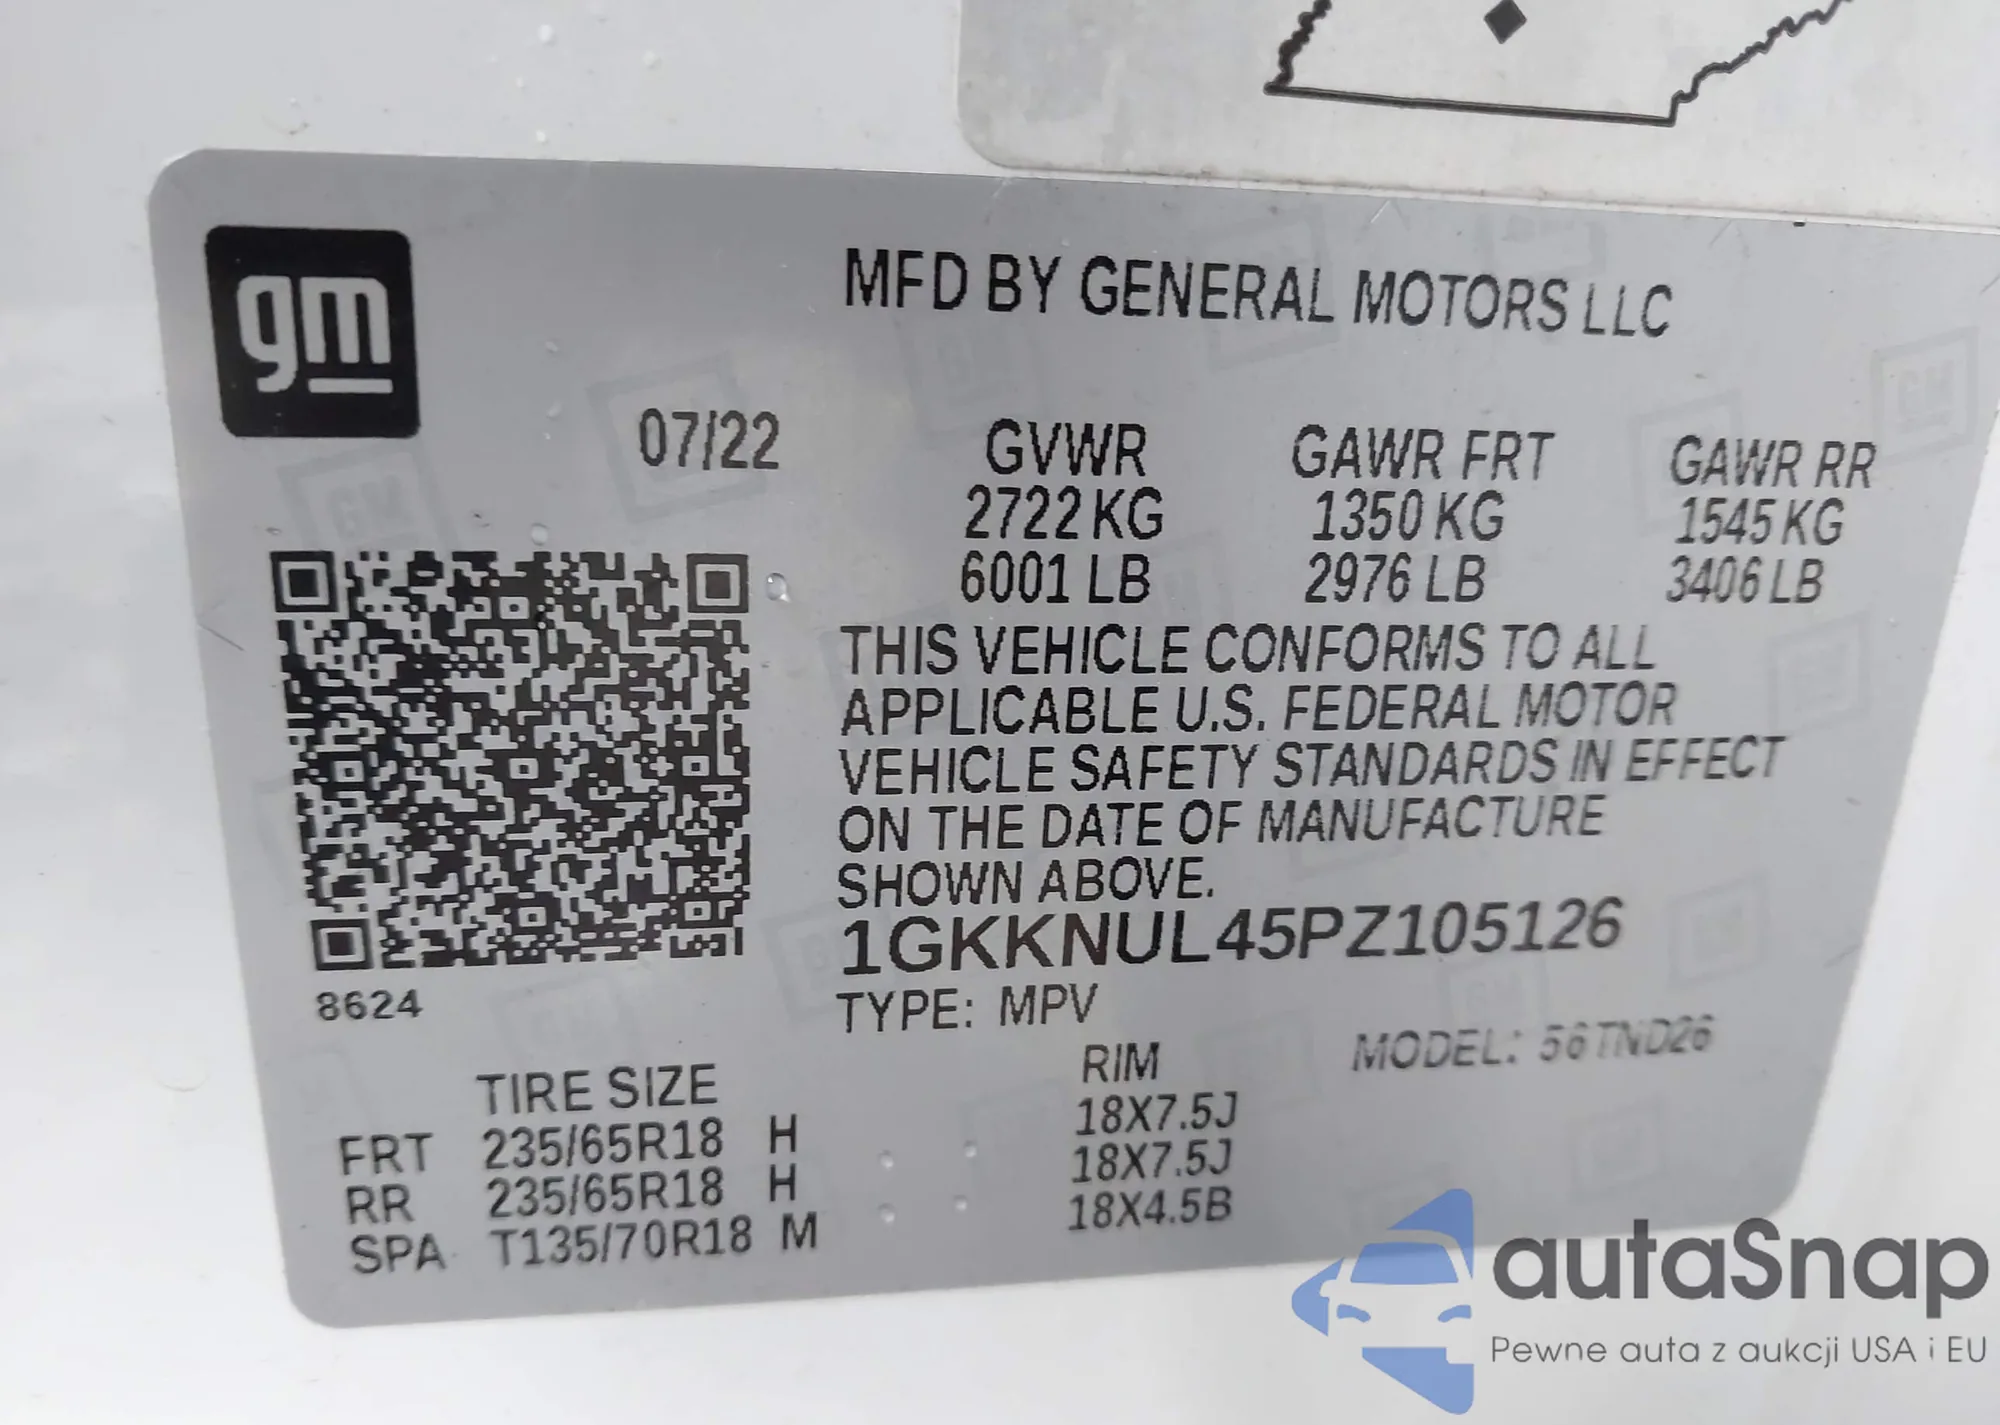 gm
MFD BY GENERAL MOTORS LLC
07/22 GVWR GAWR FRT GAWR RR
2722 KG 1350 KG 1545 KG
6001 LB 2976 LB 3406 LB
THIS VEHICLE CONFORMS TO ALL
APPLICABLE U.S. FEDERAL MOTOR
VEHICLE SAFETY STANDARDS IN EFFECT
ON THE DATE OF MANUFACTURE
SHOWN ABOVE.
1GKKNUL45PZ105126
8624
TYPE: MPV
MODEL: 56TND26
TIRE SIZE RIM
FRT 235/65R18 H 18X7.5J
RR 235/65R18 H 18X7.5J
SPA T135/70R18 M 18X4.5B
autaSnap
Pewne auta z aukcji USA i EU